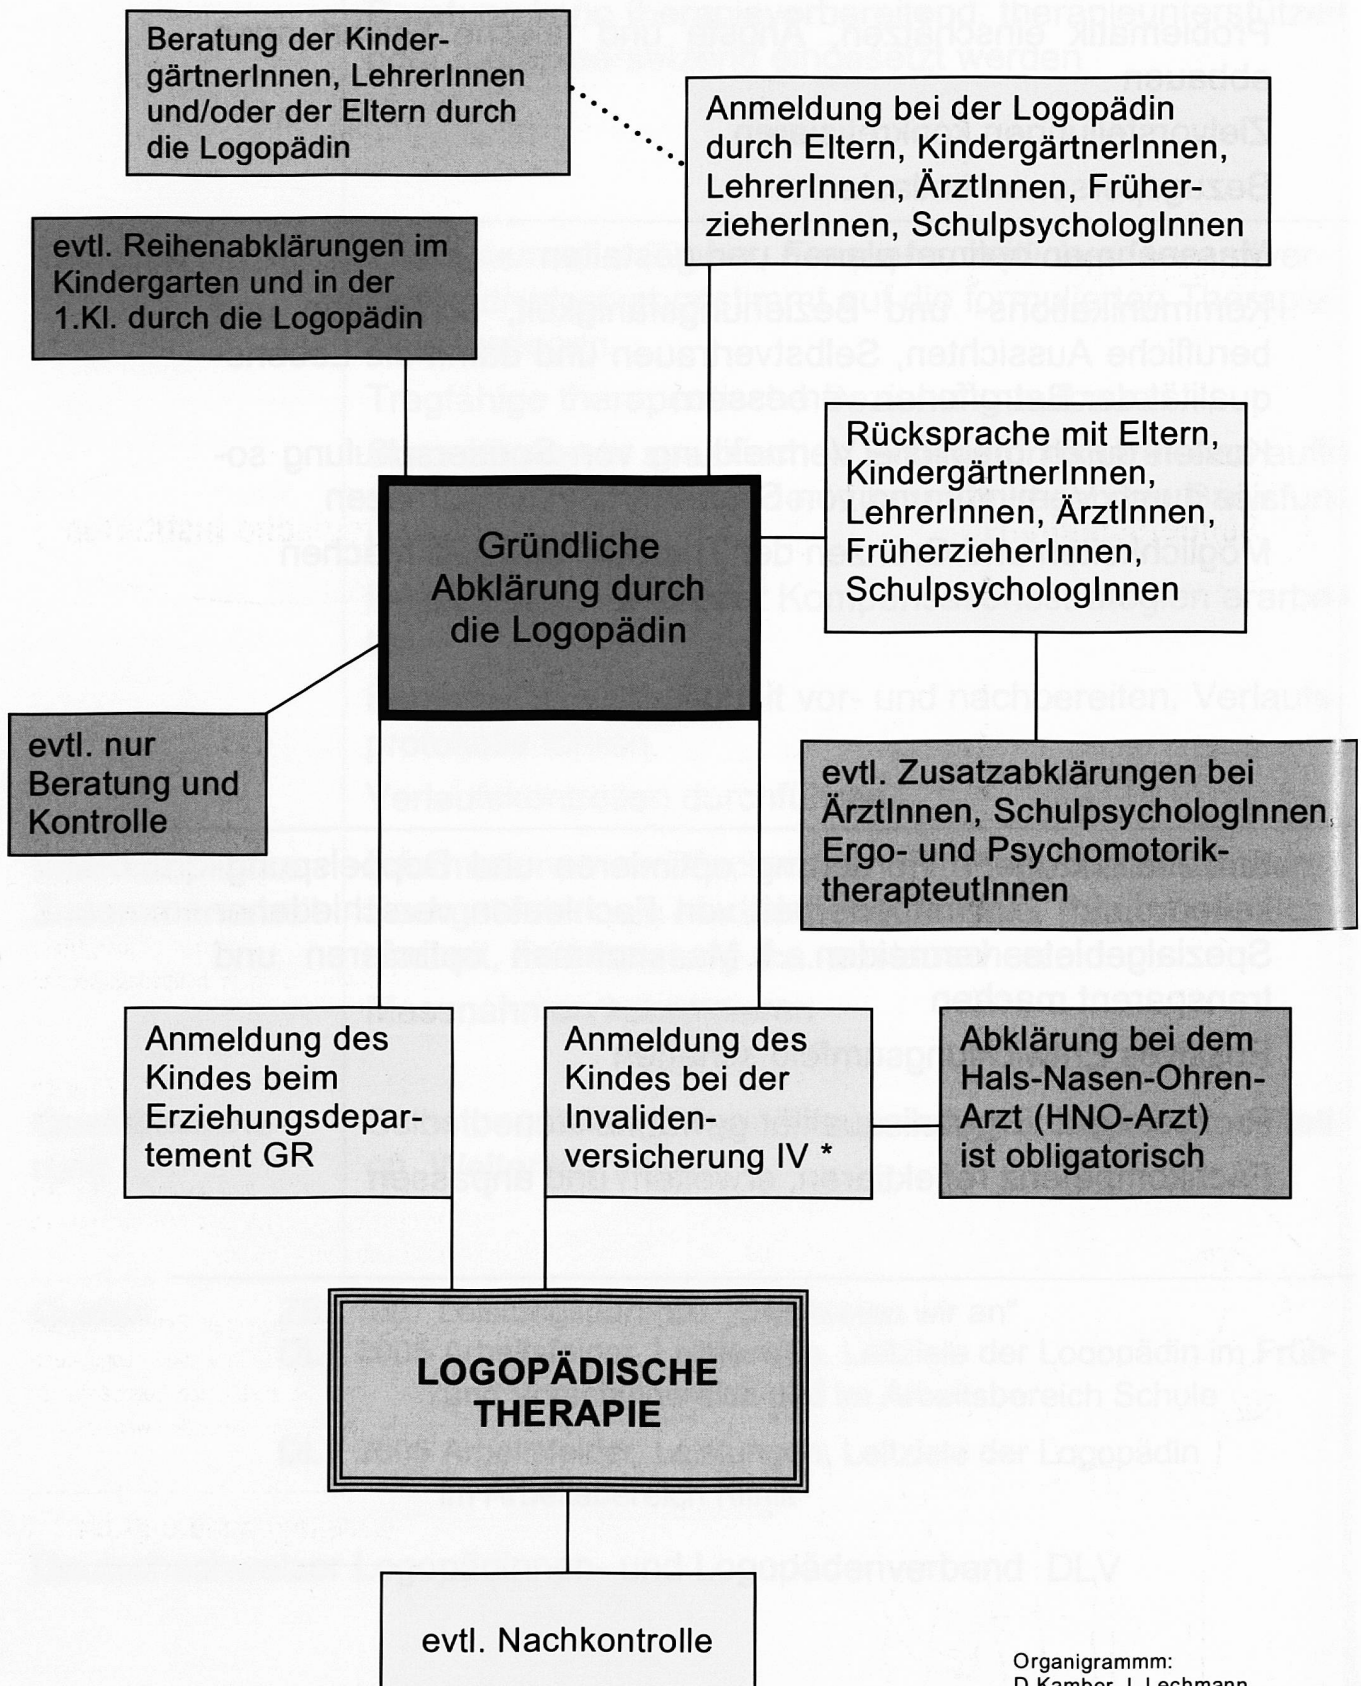 Beratung der Kinder-
gärtnerInnen, LehrerInnen
und/oder der Eltern durch
die Logopädin
Anmeldung bei der Logopädin
durch Eltern, KindergärtnerInnen,
LehrerInnen, ÄrztInnen, Früher-
zieherInnen, SchulpsychologInnen
evtl. Reihenabklärungen im
Kindergarten und in der
1.Kl. durch die Logopädin
Rücksprache mit Eltern,
KindergärtnerInnen,
LehrerInnen, ÄrztInnen,
FrüherzieherInnen,
SchulpsychologInnen
Gründliche
Abklärung durch
die Logopädin
evtl. nur
Beratung und
Kontrolle
evtl. Zusatzabklärungen bei
ÄrztInnen, SchulpsychologInnen,
Ergo- und Psychomotorik-
therapteutInnen
Anmeldung des
Kindes beim
Erziehungsdepar-
tement GR
Anmeldung des
Kindes bei der
Invaliden-
versicherung IV *
Abklärung bei dem
Hals-Nasen-Ohren-
Arzt (HNO-Arzt)
ist obligatorisch
LOGOPÄDISCHE
THERAPIE
evtl. Nachkontrolle
Organigrammm:
D.Kamber, J. Lechmann